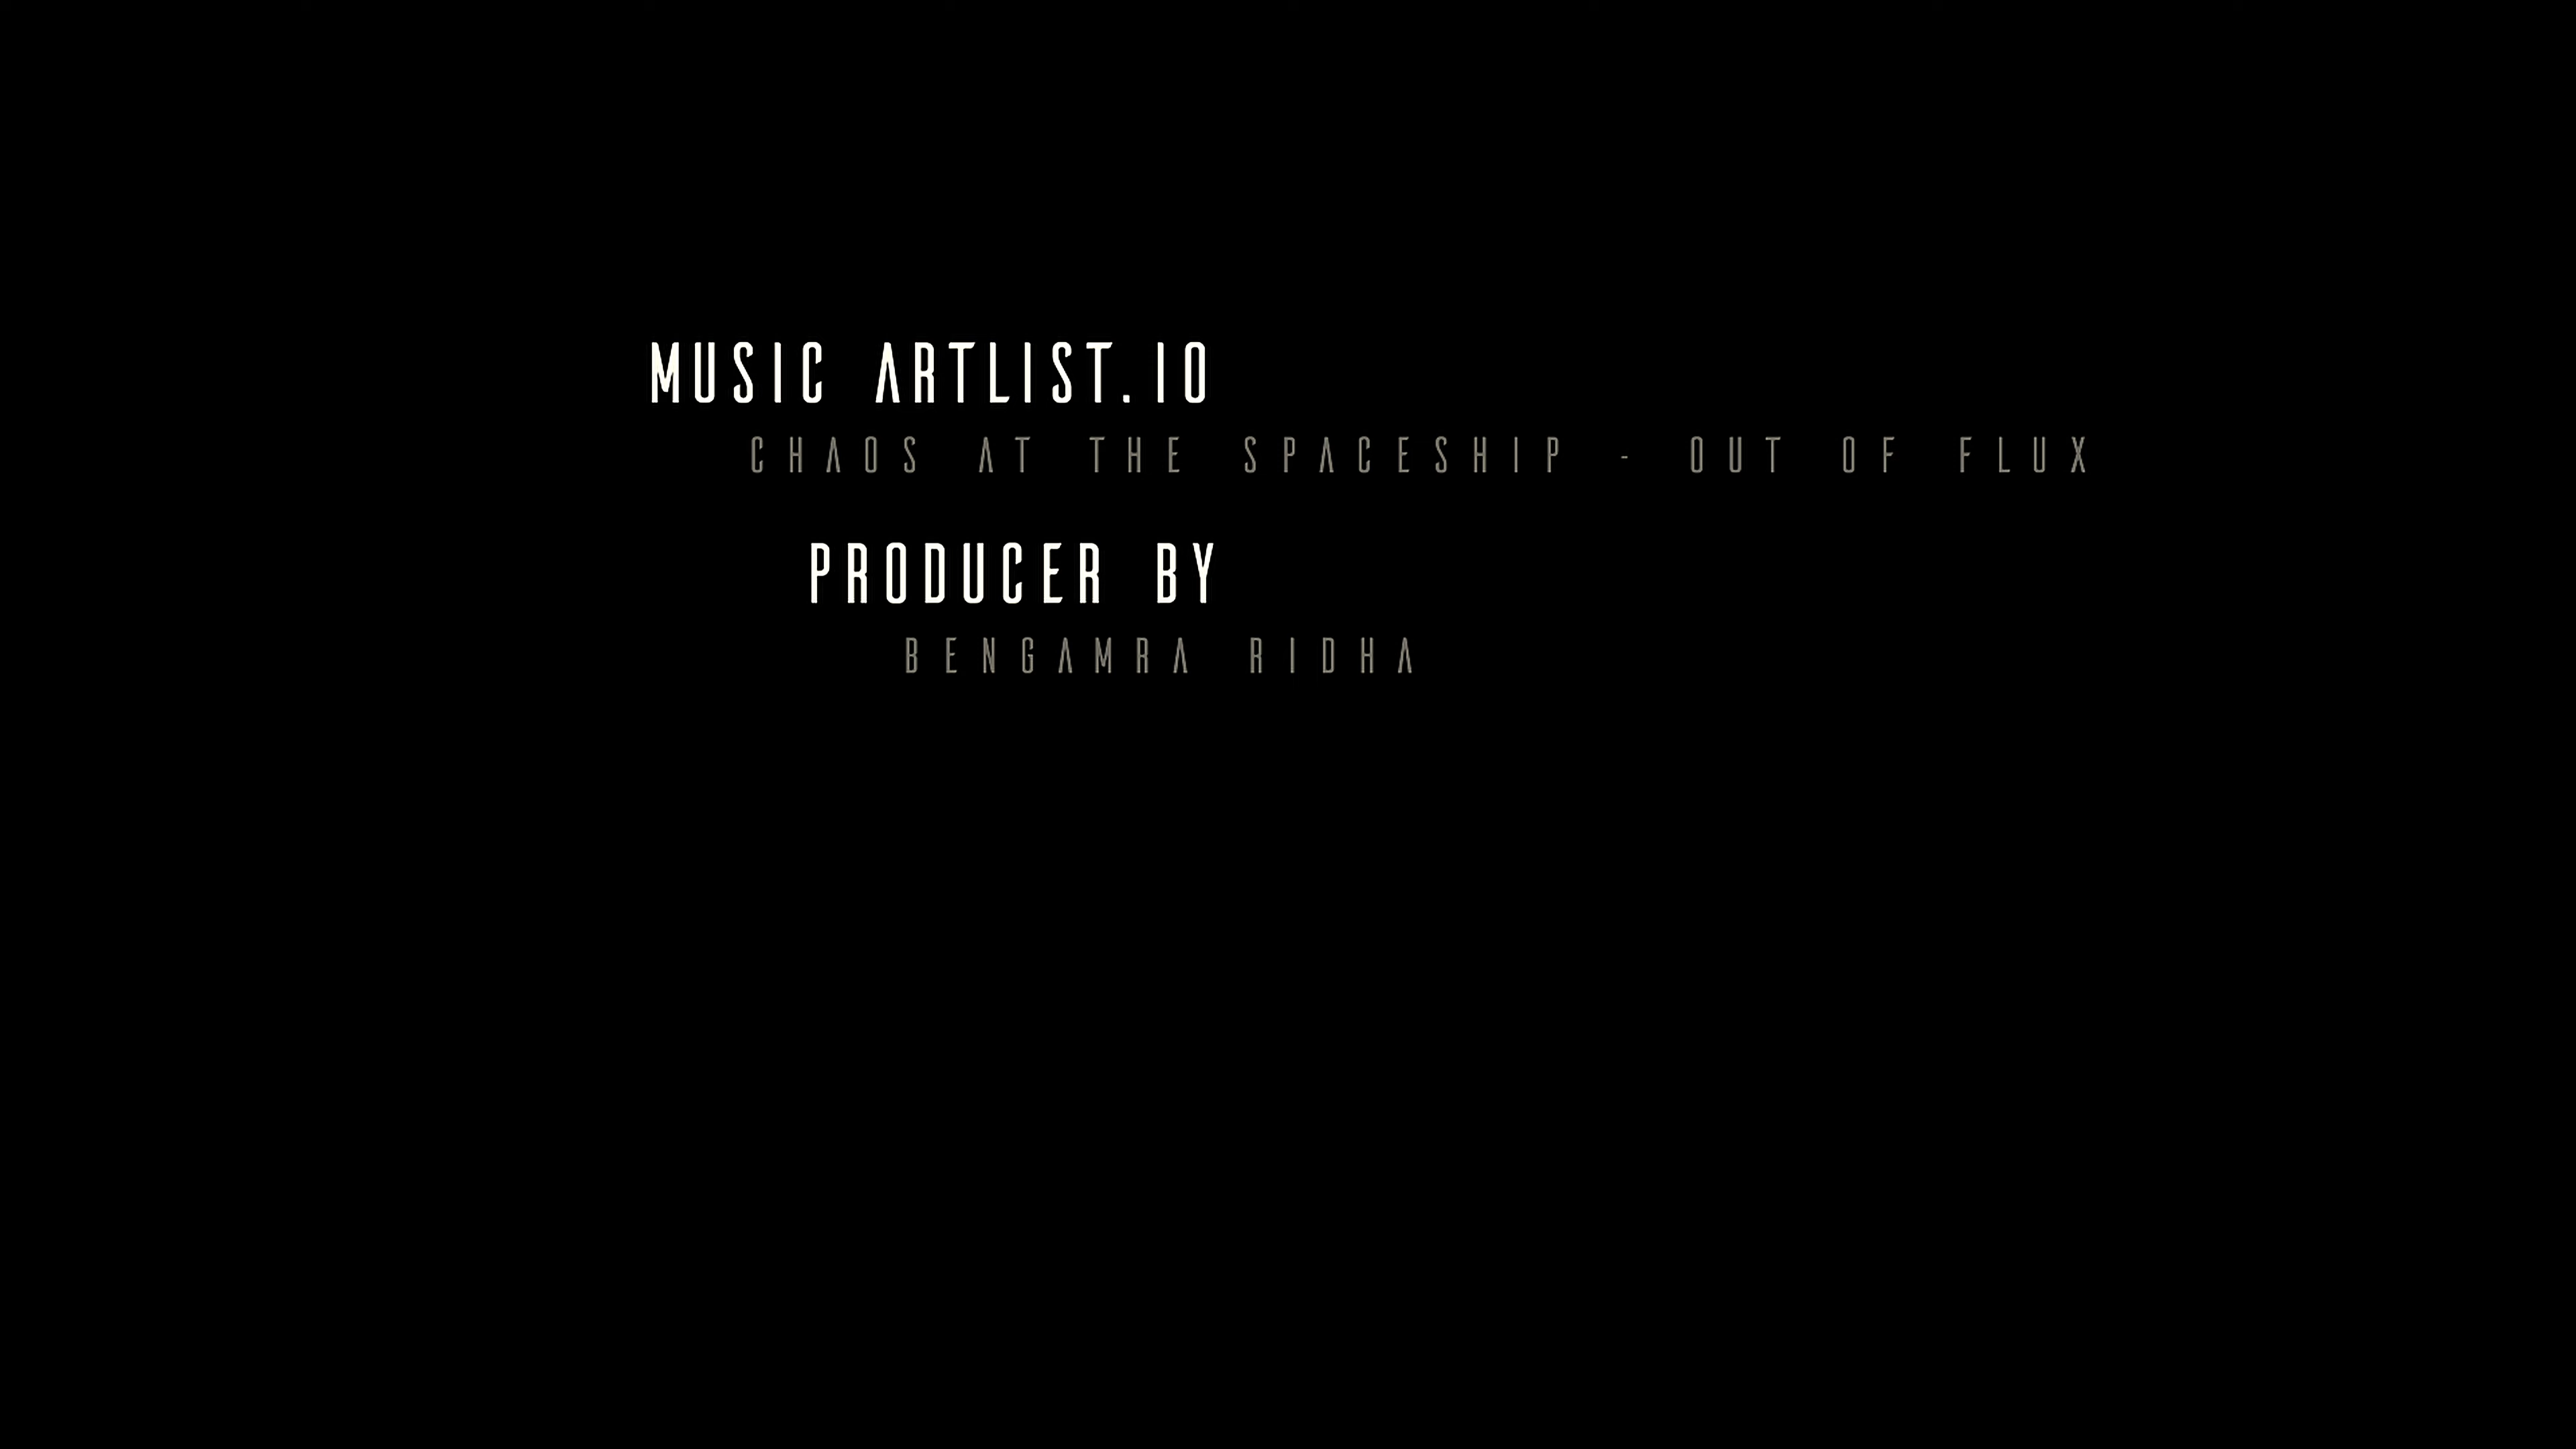 MUSIC ARTLIST.IO
CHAOS AT THE SPACESHIP - OUT OF FLUX
PRODUCER BY
BENGAMRA RIDHA